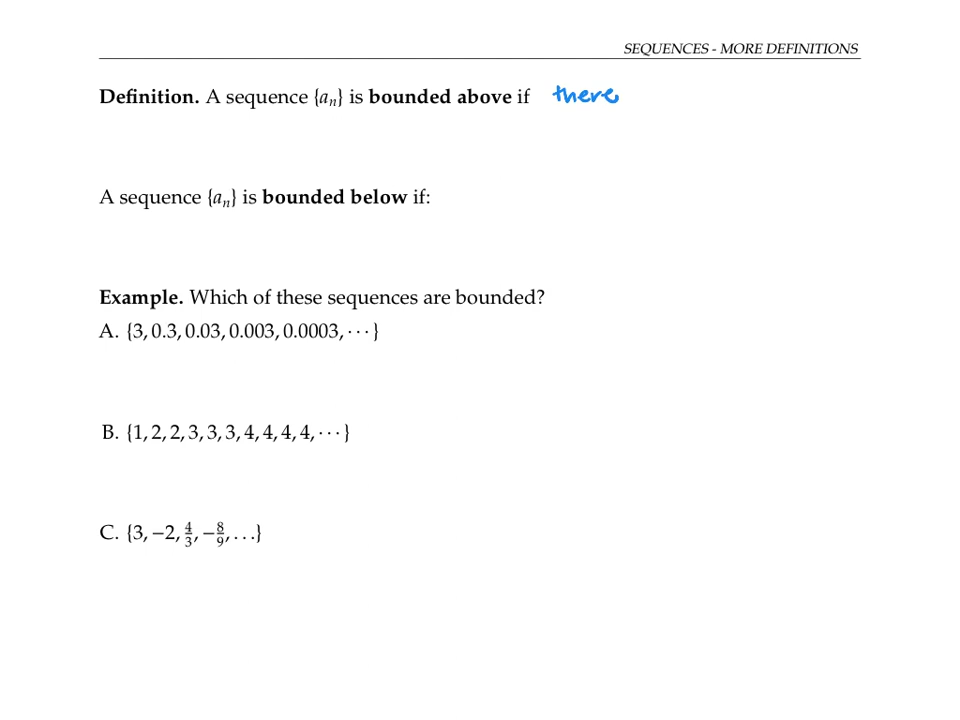 SEQUENCES - MORE DEFINITIONS
Definition. A sequence {aₙ} is bounded above if there
A sequence {aₙ} is bounded below if:
Example. Which of these sequences are bounded?
A. {3, 0.3, 0.03, 0.003, 0.0003, · · · }
B. {1, 2, 2, 3, 3, 3, 4, 4, 4, 4, · · · }
C. {3, −2, 4/3, −8/9, . . .}